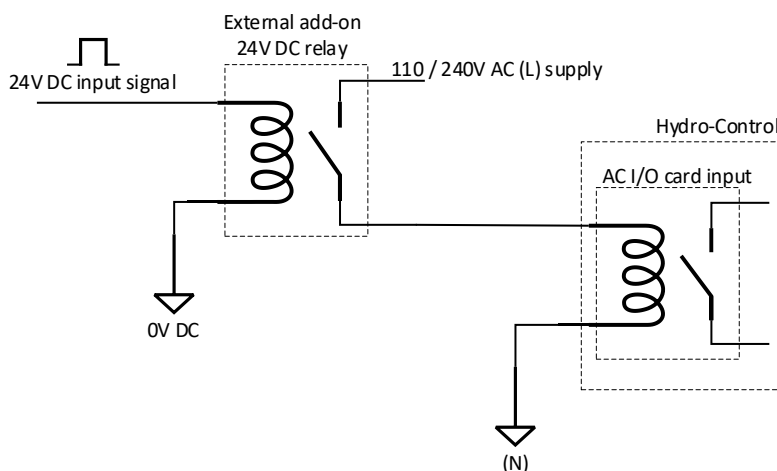 External add-on
24V DC relay
24V DC input signal
110 / 240V AC (L) supply
Hydro-Control
AC I/O card input
0V DC
(N)